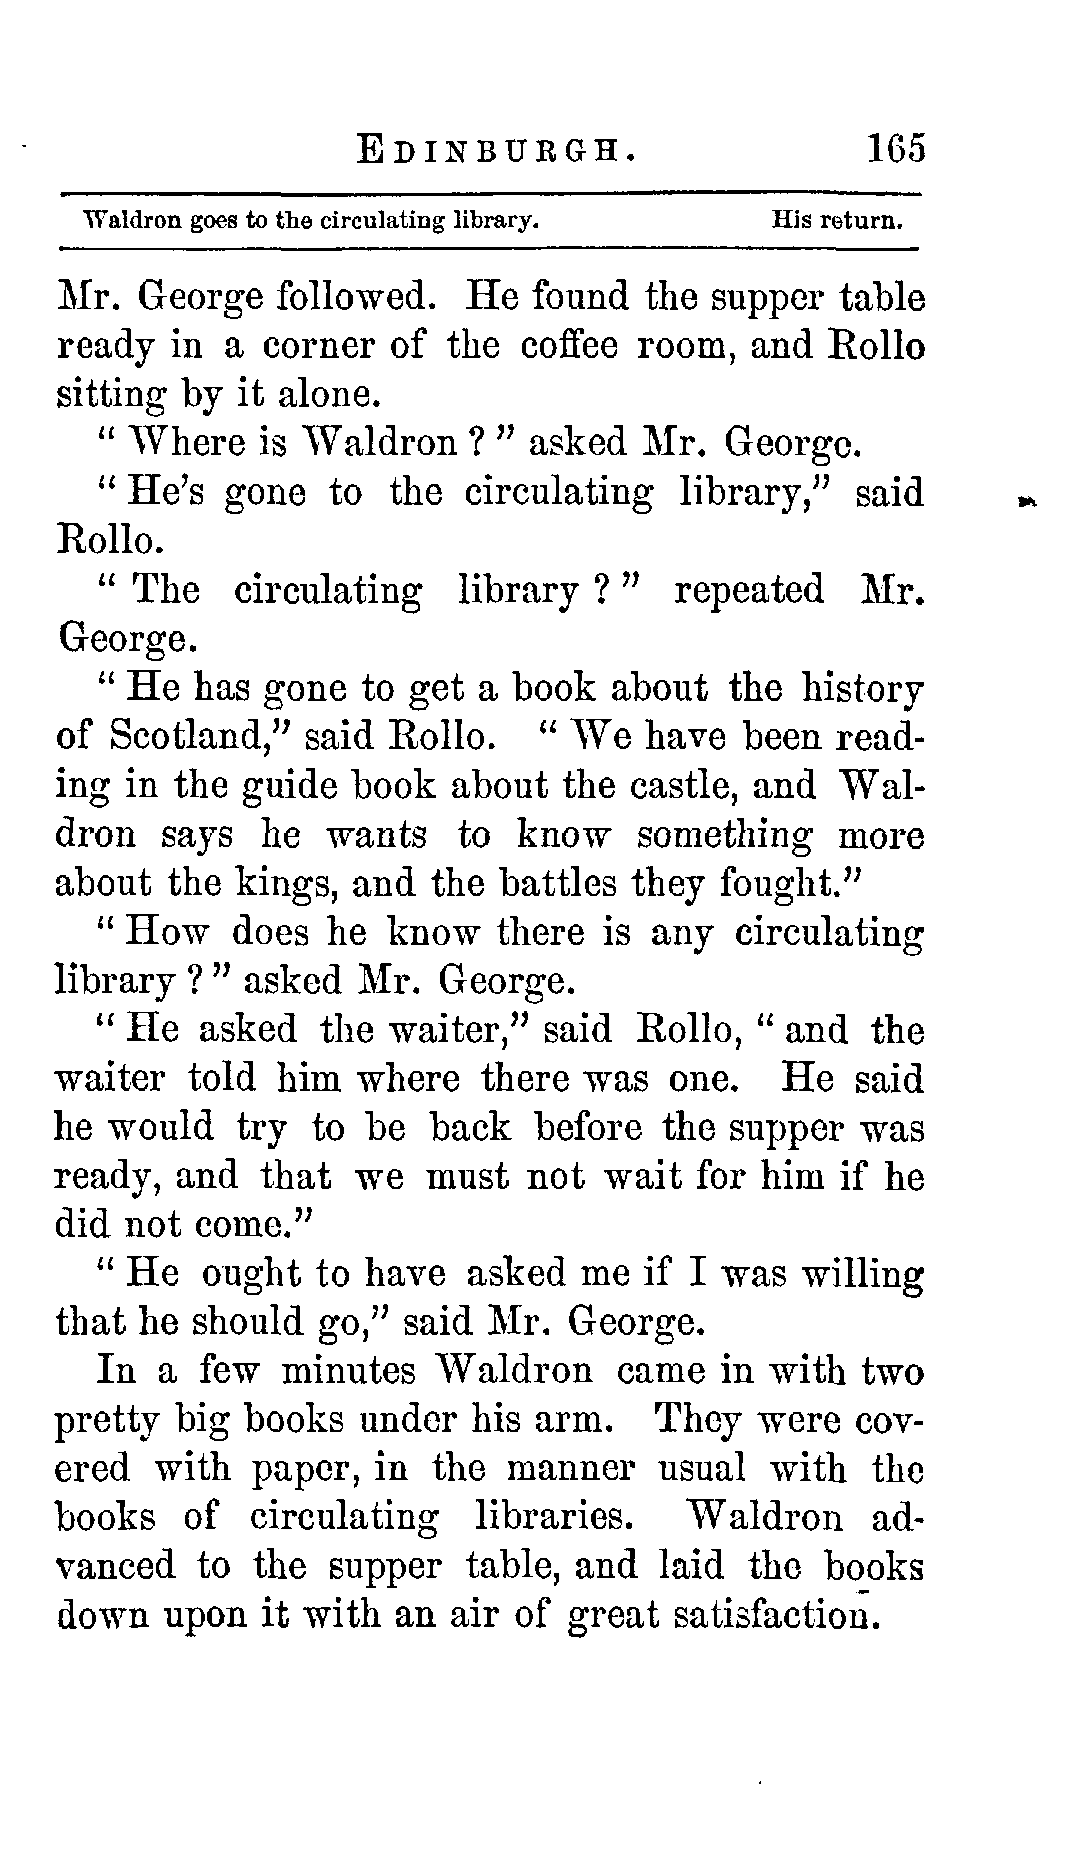 EDINBURGH. 165
Waldron goes to the circulating library. His return.
Mr. George followed. He found the supper table
ready in a corner of the coffee room, and Rollo
sitting by it alone.
" Where is Waldron ? " asked Mr. George.
" He's gone to the circulating library," said
Rollo.
" The circulating library ? " repeated Mr.
George.
" He has gone to get a book about the history
of Scotland," said Rollo. " We have been read-
ing in the guide book about the castle, and Wal-
dron says he wants to know something more
about the kings, and the battles they fought."
" How does he know there is any circulating
library ? " asked Mr. George.
" He asked the waiter," said Rollo, " and the
waiter told him where there was one. He said
he would try to be back before the supper was
ready, and that we must not wait for him if he
did not come."
" He ought to have asked me if I was willing
that he should go," said Mr. George.
In a few minutes Waldron came in with two
pretty big books under his arm. They were cov-
ered with paper, in the manner usual with the
books of circulating libraries. Waldron ad-
vanced to the supper table, and laid the books
down upon it with an air of great satisfaction.